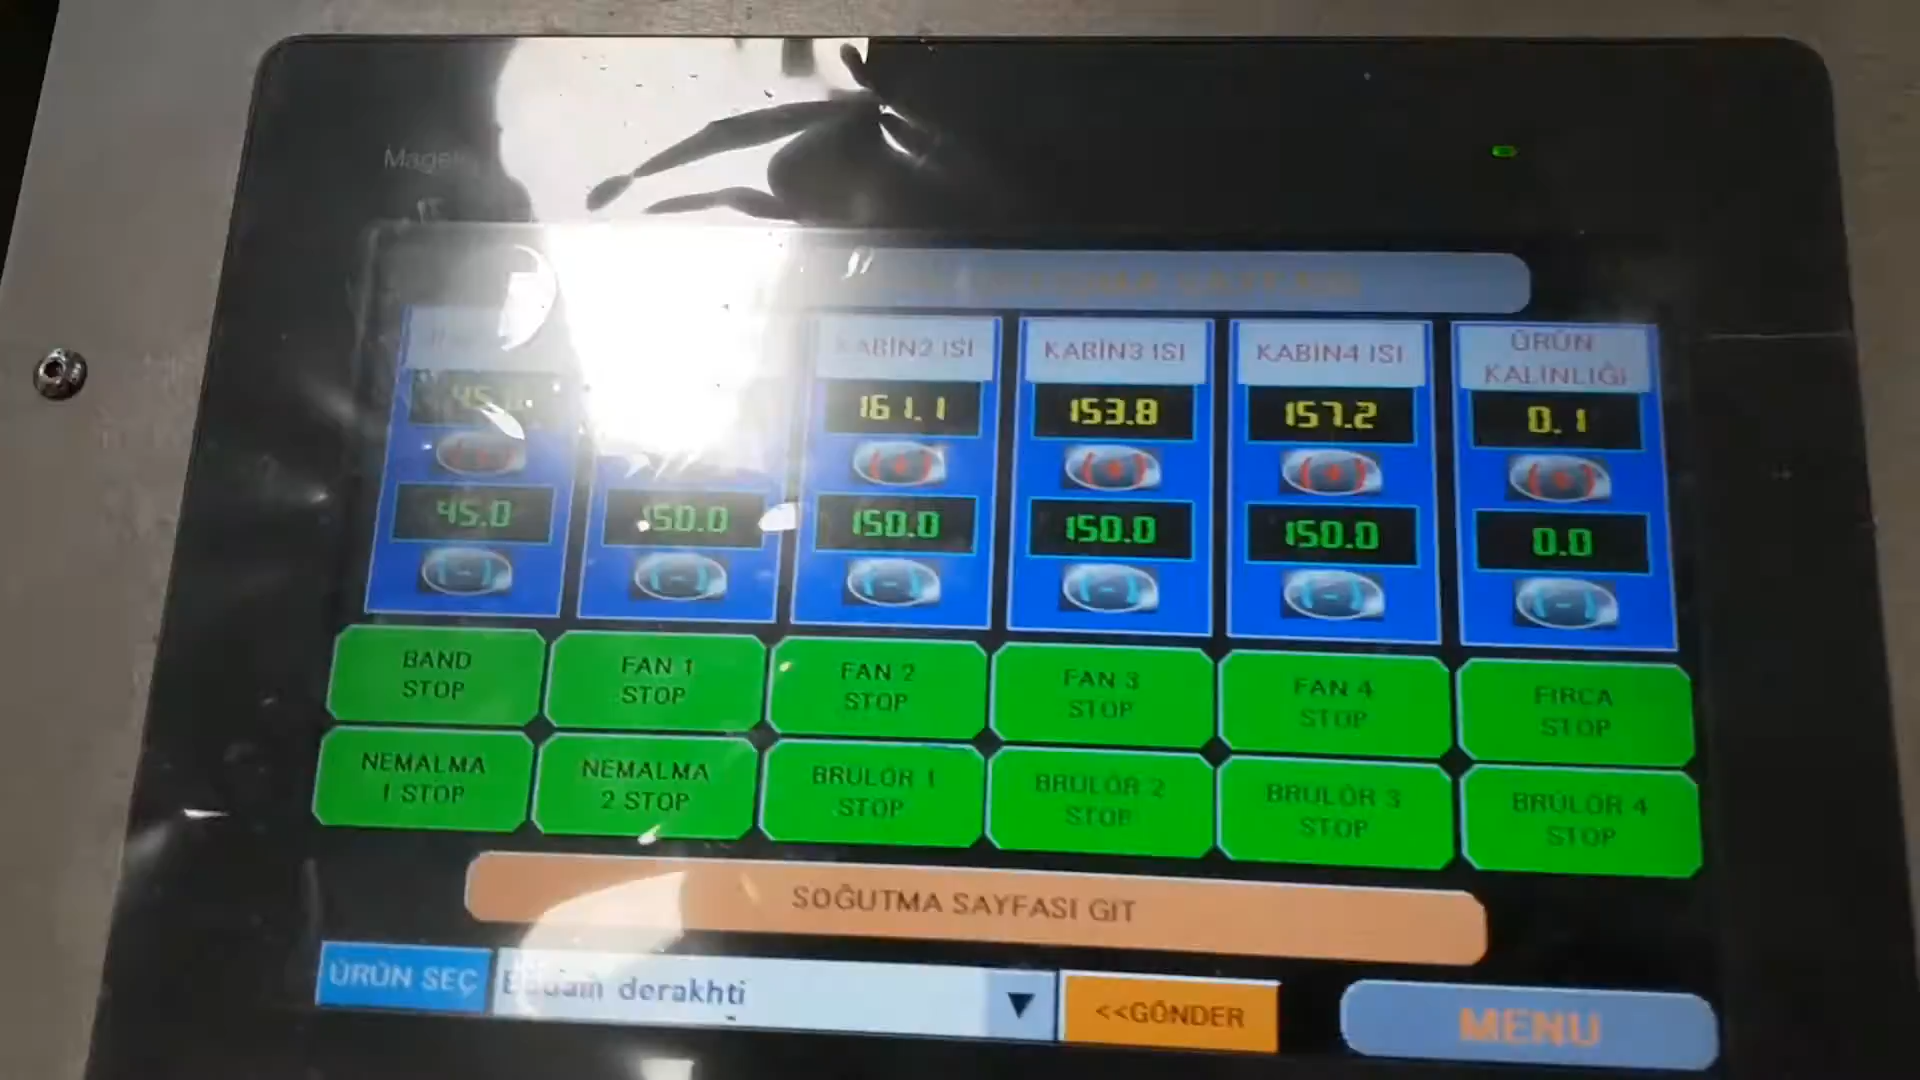 KABİN2 ISI
KABİN3 ISI
KABİN4 ISI
ÜRÜN
KALINLIĞI
161.1
153.8
157.2
0.1
45.0
150.0
150.0
150.0
150.0
0.0
BAND
STOP
FAN 1
STOP
FAN 2
STOP
FAN 3
STOP
FAN 4
STOP
FIRCA
STOP
NEMALMA
1 STOP
NEMALMA
2 STOP
BRULÖR 1
STOP
BRULÖR 2
STOP
BRULÖR 3
STOP
BRULÖR 4
STOP
SOĞUTMA SAYFASI GIT
ÜRÜN SEÇ
derakhti
<<GÖNDER
MENU